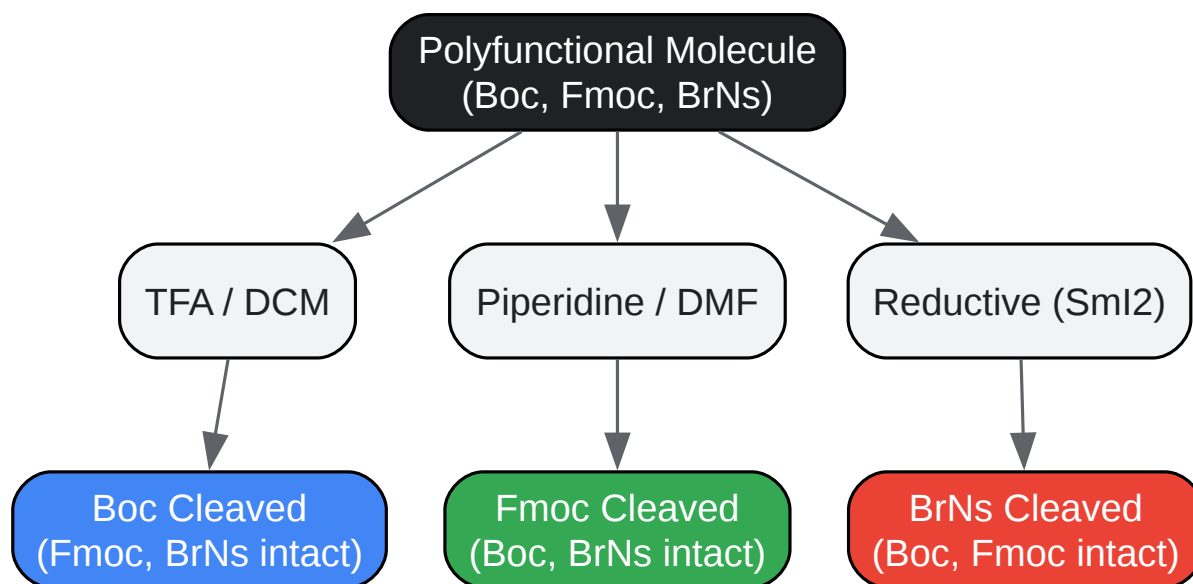 Polyfunctional Molecule
(Boc, Fmoc, BrNs)
TFA / DCM
Piperidine / DMF
Reductive (SmI2)
Boc Cleaved
(Fmoc, BrNs intact)
Fmoc Cleaved
(Boc, BrNs intact)
BrNs Cleaved
(Boc, Fmoc intact)